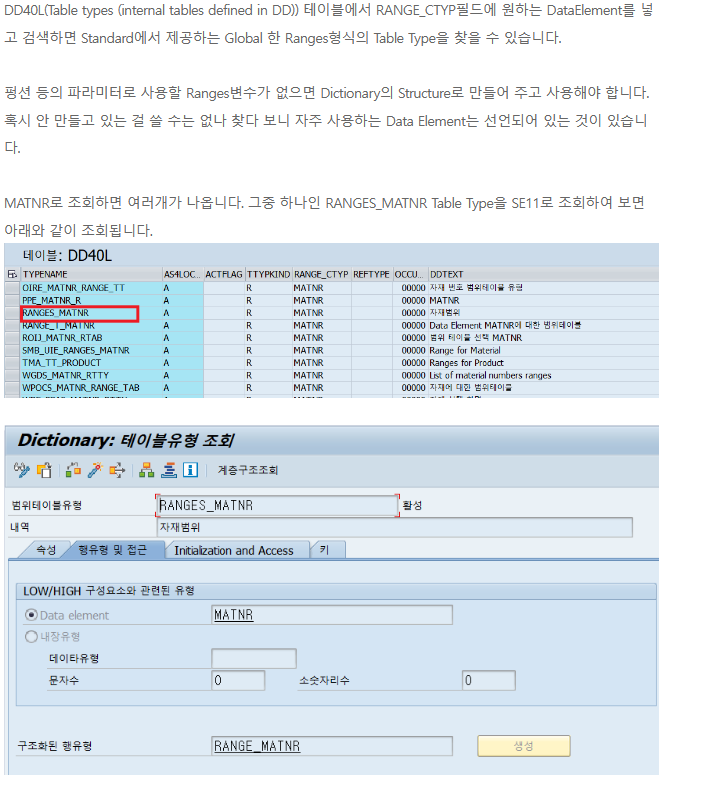 DD40L(Table types (internal tables defined in DD)) 테이블에서 RANGE_CTYP필드에 원하는 DataElement를 넣
고 검색하면 Standard에서 제공하는 Global 한 Ranges형식의 Table Type을 찾을 수 있습니다.
펑션 등의 파라미터로 사용할 Ranges변수가 없으면 Dictionary의 Structure로 만들어 주고 사용해야 합니다.
혹시 안 만들고 있는 걸 쓸 수는 없나 찾다 보니 자주 사용하는 Data Element는 선언되어 있는 것이 있습니
다.
MATNR로 조회하면 여러개가 나옵니다. 그중 하나인 RANGES_MATNR Table Type을 SE11로 조회하여 보면
아래와 같이 조회됩니다.
테이블: DD40L
TYPENAME AS4LOC.. ACTFLAG TTYPKIND RANGE_CTYP REFTYPE OCCU... DDTEXT
OIRE_MATNR_RANGE_TT A R MATNR 00000 자재 번호 범위테이블 유형
PPE_MATNR_R A R MATNR 00000 MATNR
RANGES_MATNR A R MATNR 00000 자재범위
RANGE_T_MATNR A R MATNR 00000 Data Element MATNR에 대한 범위테이블
ROIJ_MATNR_RTAB A R MATNR 00000 범위 테이블 선택 MATNR
SMB_UIE_RANGES_MATNR A R MATNR 00000 Range for Material
TMA_TT_PRODUCT A R MATNR 00000 Ranges for Product
WGDS_MATNR_RTTY A R MATNR 00000 List of material numbers ranges
WPOCS_MATNR_RANGE_TAB A R MATNR 00000 자재에 대한 범위테이블
Dictionary: 테이블유형 조회
계층구조조회
범위테이블유형 RANGES_MATNR 활성
내역 자재범위
속성 행유형 및 접근 Initialization and Access 키
LOW/HIGH 구성요소와 관련된 유형
Data element MATNR
내장유형
데이타유형
문자수 0 소숫자리수 0
구조화된 행유형 RANGE_MATNR 생성